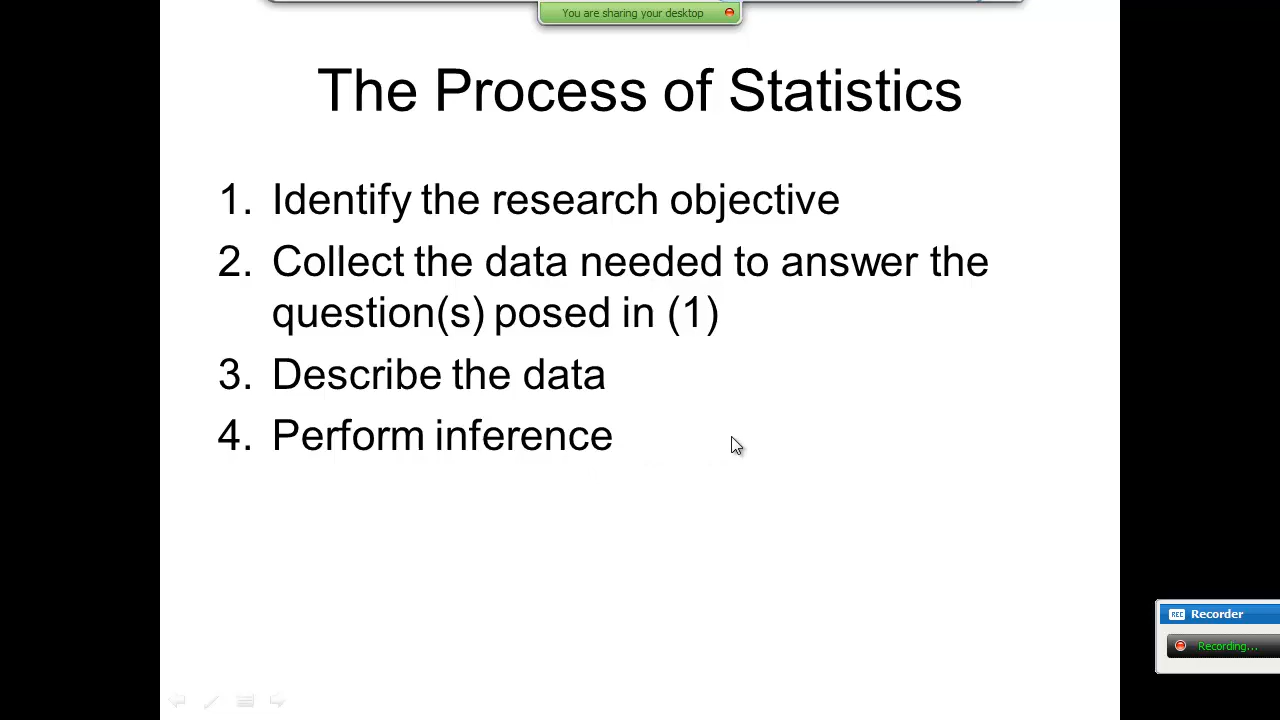 You are sharing your desktop
The Process of Statistics
1. Identify the research objective
2. Collect the data needed to answer the
question(s) posed in (1)
3. Describe the data
4. Perform inference
REC Recorder
Recording...